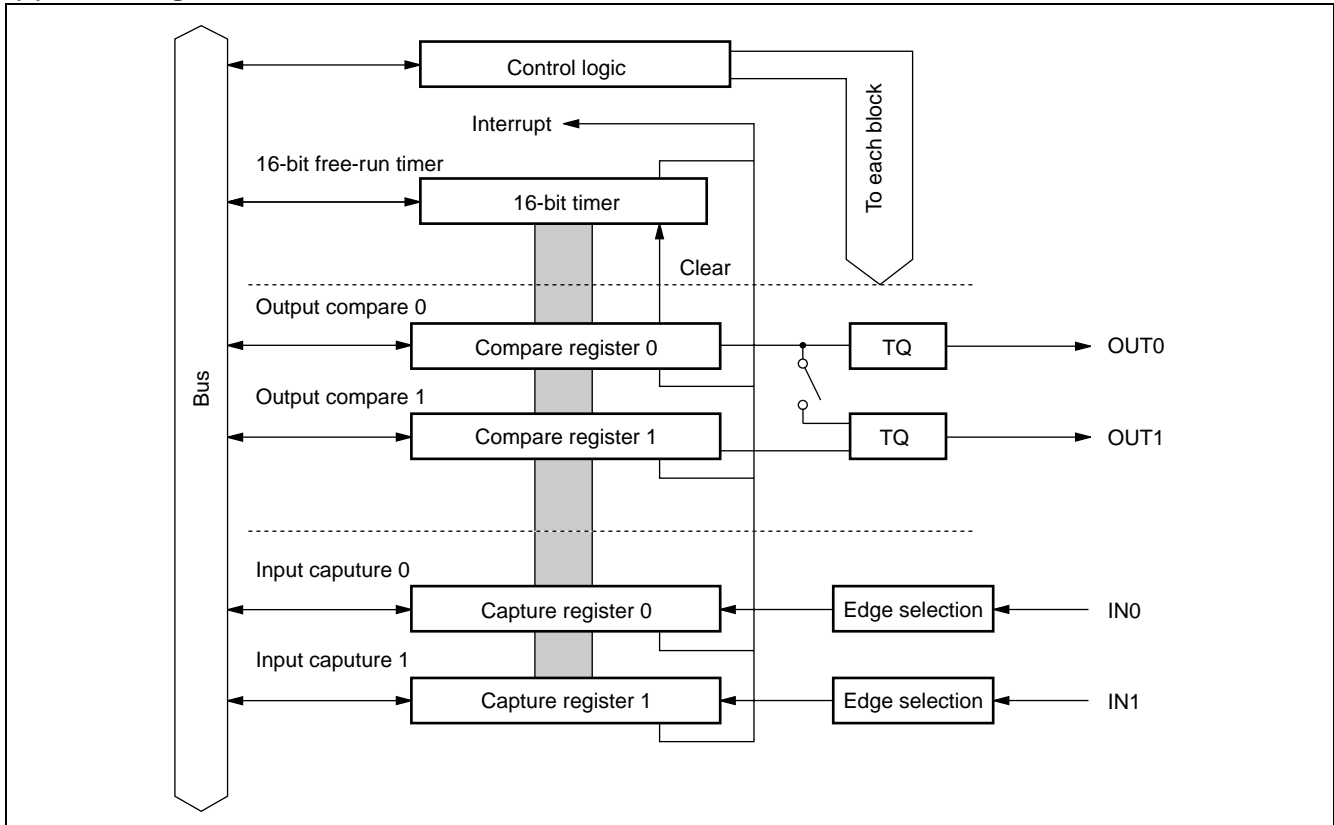 Control logic
Interrupt
To each block
16-bit free-run timer
16-bit timer
Clear
Output compare 0
Compare register 0
TQ
OUT0
Bus
Output compare 1
Compare register 1
TQ
OUT1
Input caputure 0
Capture register 0
Edge selection
IN0
Input caputure 1
Capture register 1
Edge selection
IN1